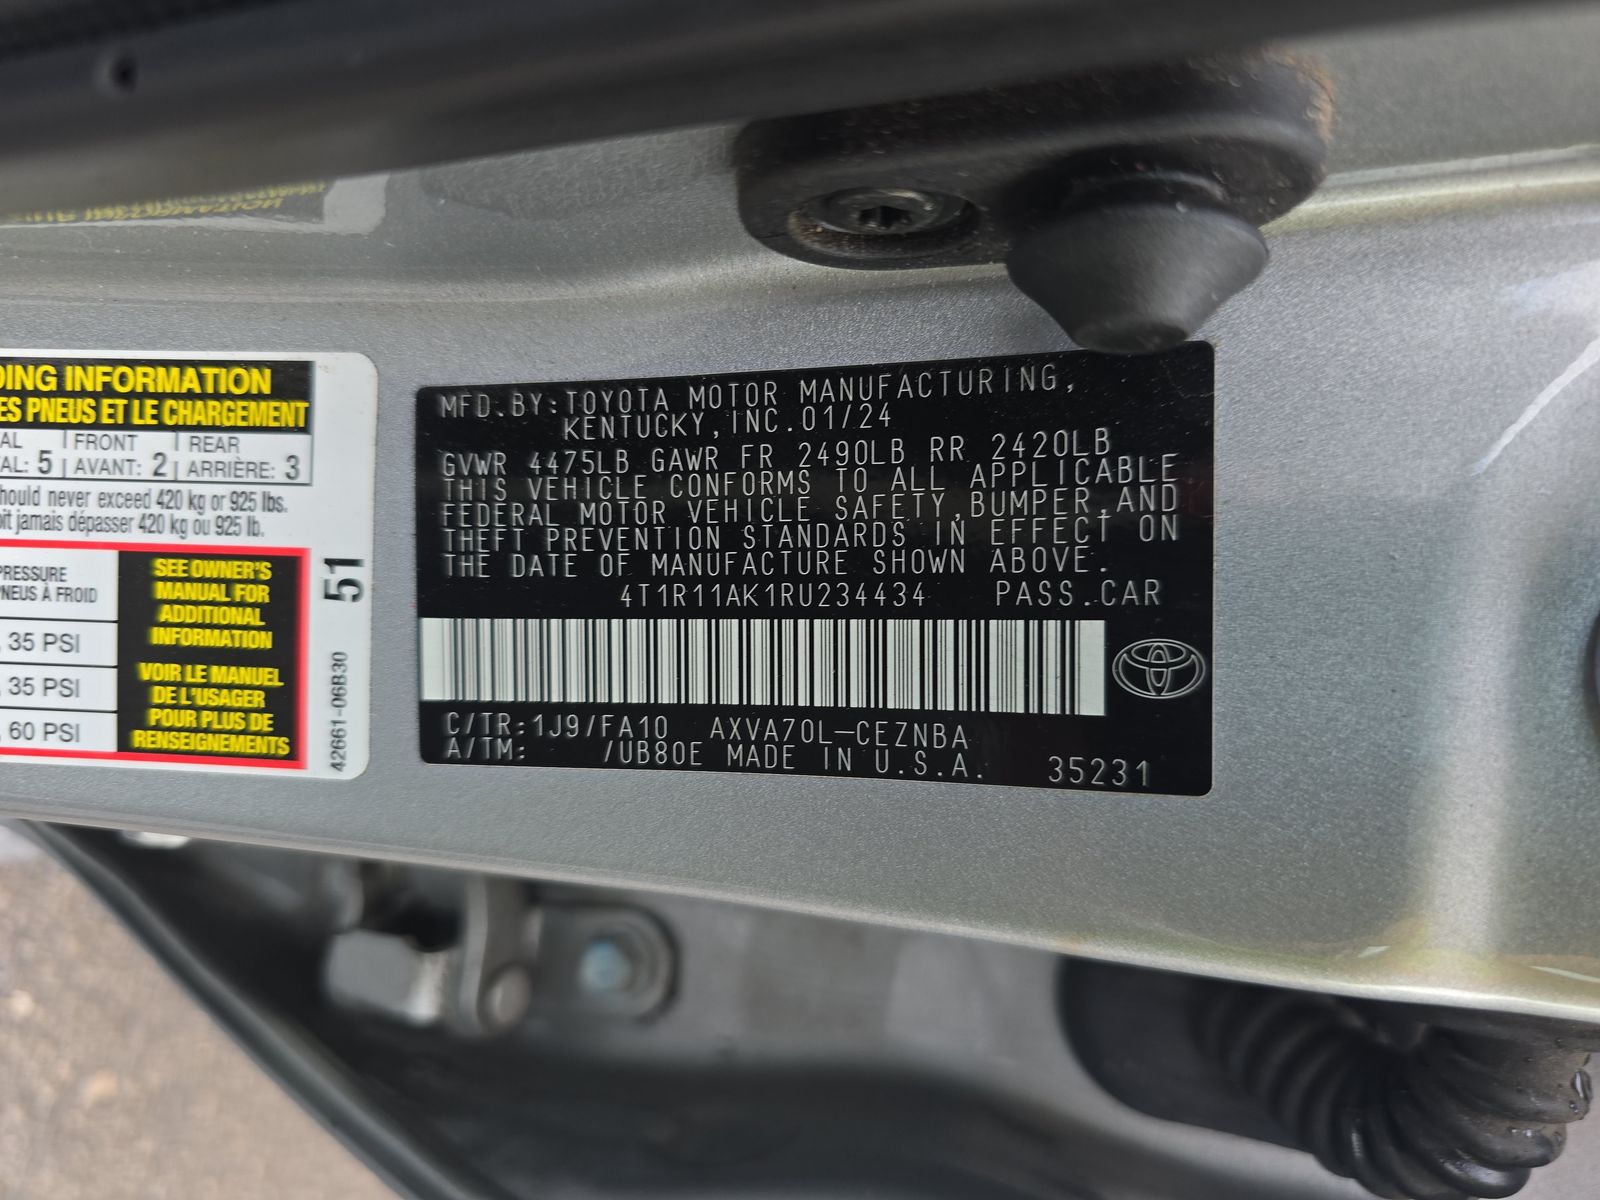 DING INFORMATION
ES PNEUS ET LE CHARGEMENT
AL | FRONT | REAR
AL: 5 | AVANT: 2 | ARRIÈRE: 3
hould never exceed 420 kg or 925 lbs.
oit jamais dépasser 420 kg ou 925 lb.
PRESSURE
PNEUS À FROID
, 35 PSI
, 35 PSI
, 60 PSI
SEE OWNER'S
MANUAL FOR
ADDITIONAL
INFORMATION
VOIR LE MANUEL
DE L'USAGER
POUR PLUS DE
RENSEIGNEMENTS
51
42661-06B30
MFD.BY:TOYOTA MOTOR MANUFACTURING,
KENTUCKY,INC.01/24
GVWR 4475LB GAWR FR 2490LB RR 2420LB
THIS VEHICLE CONFORMS TO ALL APPLICABLE
FEDERAL MOTOR VEHICLE SAFETY,BUMPER,AND
THEFT PREVENTION STANDARDS IN EFFECT ON
THE DATE OF MANUFACTURE SHOWN ABOVE.
4T1R11AK1RU234434 PASS.CAR
C/TR:1J9/FA10 AXVA70L-CEZNBA
A/TM: /UB80E MADE IN U.S.A. 35231